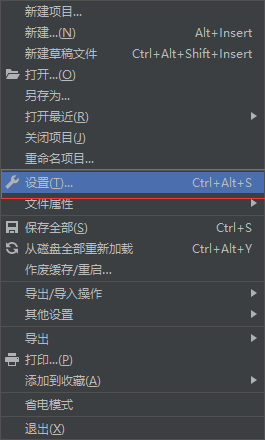 新建项目...
新建...(N) Alt+Insert
新建草稿文件 Ctrl+Alt+Shift+Insert
打开...(O)
另存为...
打开最近(R)
关闭项目(J)
重命名项目...
设置(T)... Ctrl+Alt+S
文件属性
保存全部(S) Ctrl+S
从磁盘全部重新加载 Ctrl+Alt+Y
作废缓存/重启...
导出/导入操作
其他设置
导出
打印...(P)
添加到收藏(A)
省电模式
退出(X)